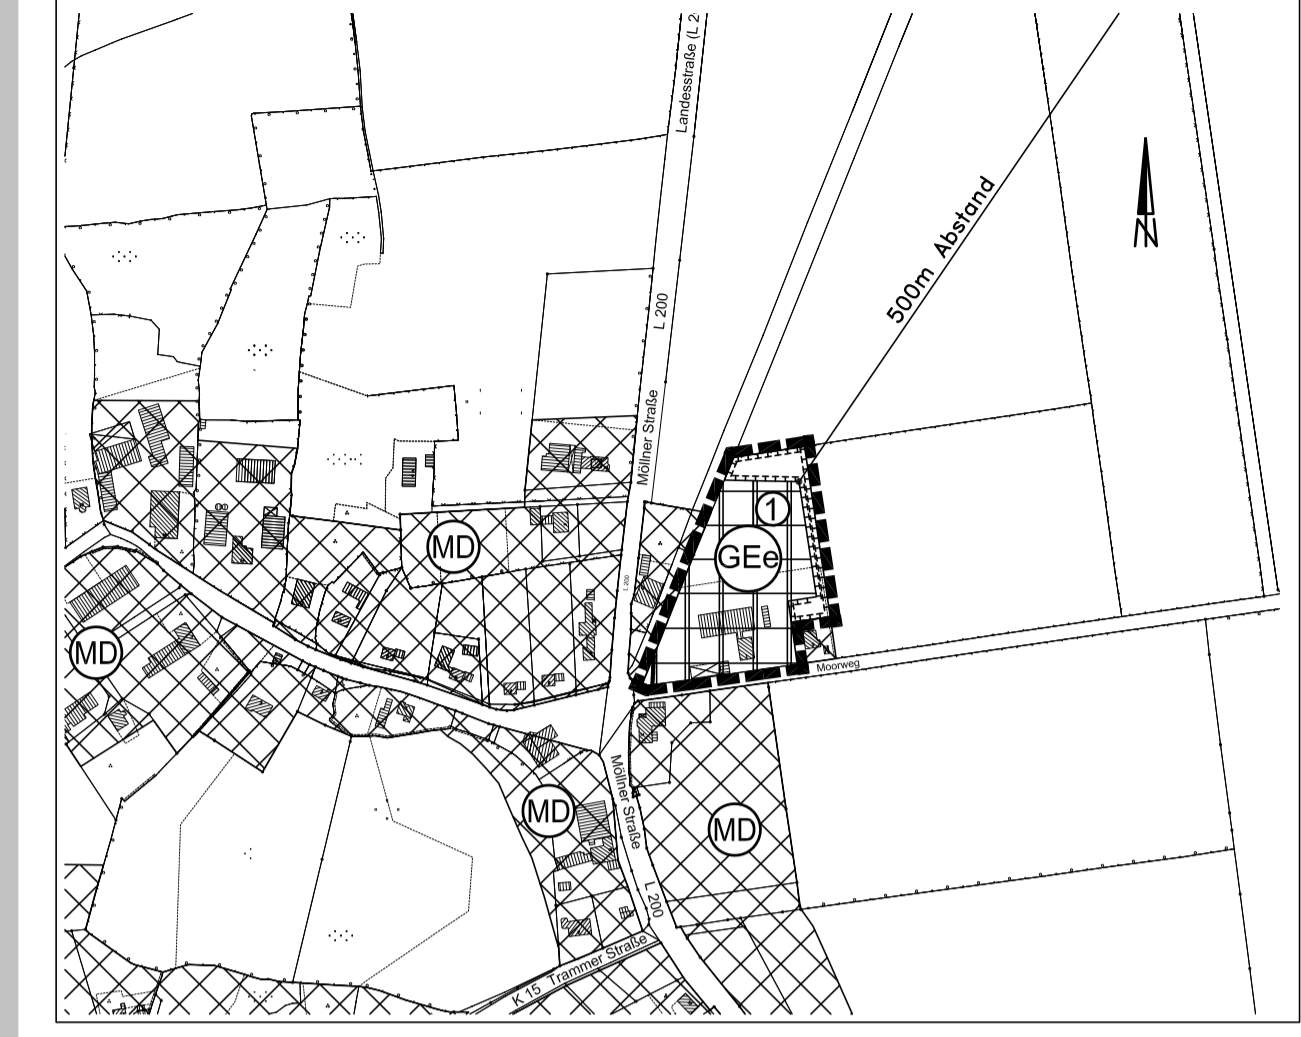 Landesstraße (L 2
500m Abstand
N
L 200
Möllner Straße
1
MD
GEe
L 200
MD
Moorweg
MD
Möllner Straße
MD
L 200
K 15 Trammer Straße